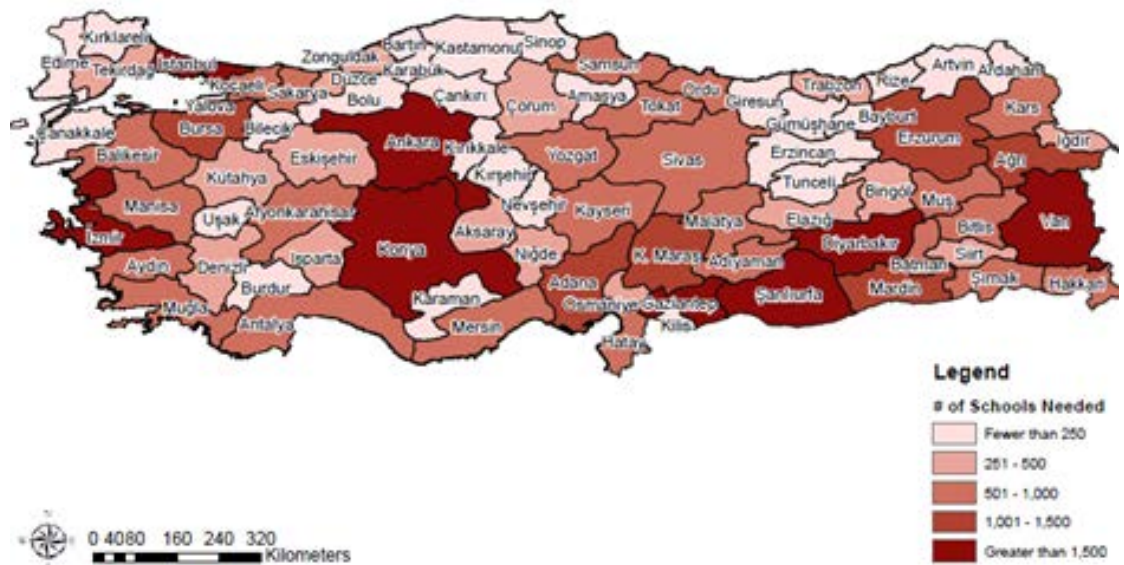 Kırklareli
Edirne
Tekirdağ
İstanbul
Kocaeli
Yalova
Sakarya
Düzce
Zonguldak
Bartın
Karabük
Kastamonu
Sinop
Samsun
Bolu
Çankırı
Çorum
Amasya
Tokat
Ordu
Giresun
Trabzon
Rize
Artvin
Ardahan
Kars
Iğdır
Gümüşhane
Bayburt
Erzurum
Ağrı
Çanakkale
Balıkesir
Bursa
Bilecik
Eskişehir
Ankara
Kırıkkale
Yozgat
Sivas
Erzincan
Tunceli
Bingöl
Muş
Kütahya
Kırşehir
Nevşehir
Kayseri
Malatya
Elazığ
Bitlis
Van
Manisa
Uşak
Afyonkarahisar
İzmir
Konya
Aksaray
Niğde
K. Maraş
Adıyaman
Diyarbakır
Batman
Siirt
Aydın
Denizli
Isparta
Burdur
Karaman
Adana
Osmaniye
Gaziantep
Şanlıurfa
Mardin
Şırnak
Hakkari
Muğla
Antalya
Mersin
Hatay
Kilis
Legend
# of Schools Needed
Fewer than 250
251 - 500
501 - 1,000
1,001 - 1,500
Greater than 1,500
0 40 80 160 240 320
Kilometers